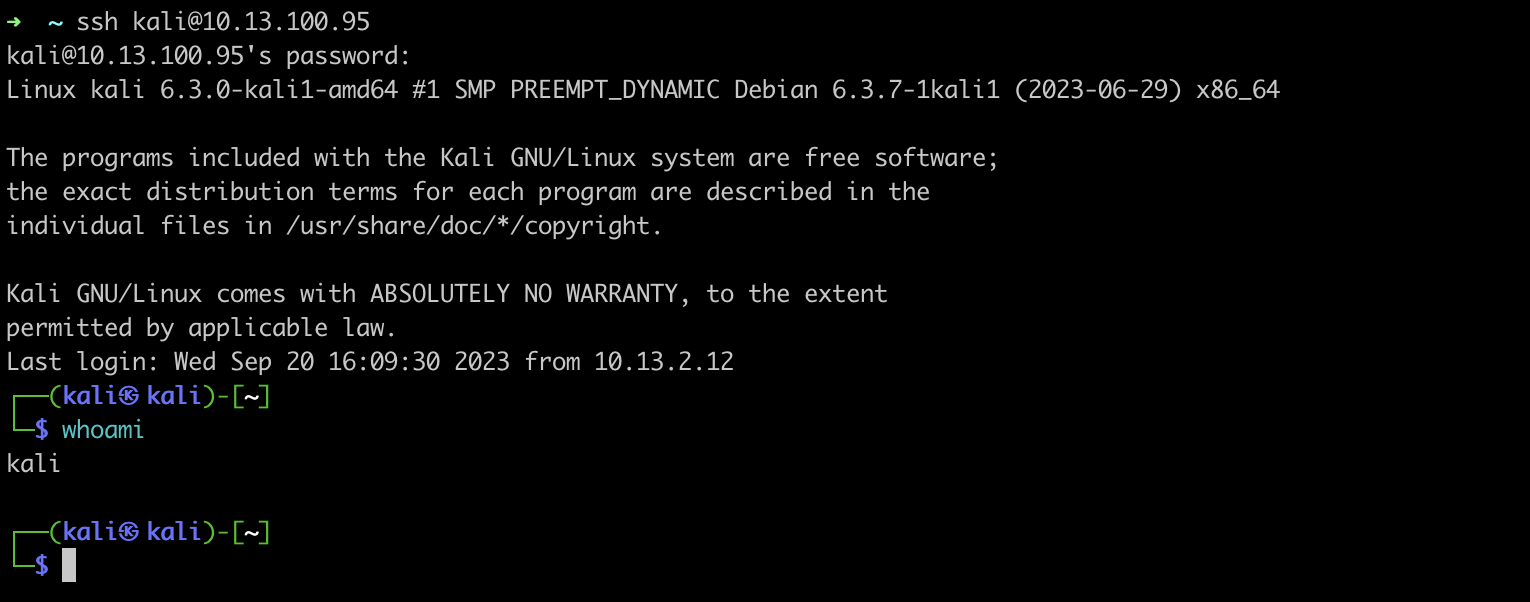 ➜  ~ ssh kali@10.13.100.95
kali@10.13.100.95's password:
Linux kali 6.3.0-kali1-amd64 #1 SMP PREEMPT_DYNAMIC Debian 6.3.7-1kali1 (2023-06-29) x86_64

The programs included with the Kali GNU/Linux system are free software;
the exact distribution terms for each program are described in the
individual files in /usr/share/doc/*/copyright.

Kali GNU/Linux comes with ABSOLUTELY NO WARRANTY, to the extent
permitted by applicable law.
Last login: Wed Sep 20 16:09:30 2023 from 10.13.2.12
┌──(kali㉿kali)-[~]
└─$ whoami
kali

┌──(kali㉿kali)-[~]
└─$